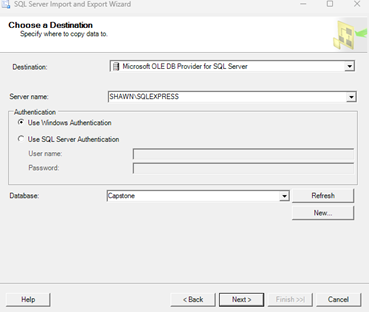 SQL Server Import and Export Wizard
Choose a Destination
Specify where to copy data to.
Destination: Microsoft OLE DB Provider for SQL Server
Server name: SHAWN\SQLEXPRESS
Authentication
Use Windows Authentication
Use SQL Server Authentication
User name:
Password:
Database: Capstone Refresh
New...
Help < Back Next > Finish >>| Cancel